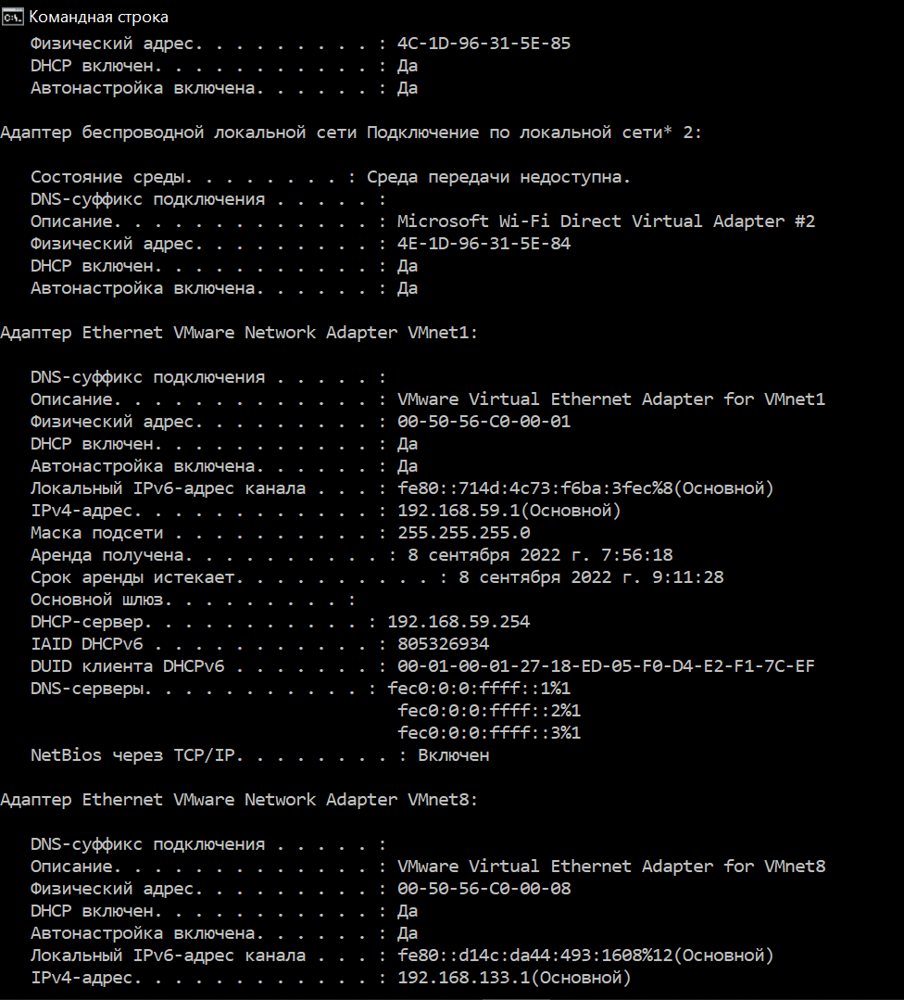 Командная строка
Физический адрес. . . . . . . . . : 4C-1D-96-31-5E-85
DHCP включен. . . . . . . . . . . : Да
Автонастройка включена. . . . . . : Да
Адаптер беспроводной локальной сети Подключение по локальной сети* 2:
Состояние среды. . . . . . . . : Среда передачи недоступна.
DNS-суффикс подключения . . . . . :
Описание. . . . . . . . . . . . . : Microsoft Wi-Fi Direct Virtual Adapter #2
Физический адрес. . . . . . . . . : 4E-1D-96-31-5E-84
DHCP включен. . . . . . . . . . . : Да
Автонастройка включена. . . . . . : Да
Адаптер Ethernet VMware Network Adapter VMnet1:
DNS-суффикс подключения . . . . . :
Описание. . . . . . . . . . . . . : VMware Virtual Ethernet Adapter for VMnet1
Физический адрес. . . . . . . . . : 00-50-56-C0-00-01
DHCP включен. . . . . . . . . . . : Да
Автонастройка включена. . . . . . : Да
Локальный IPv6-адрес канала . . . : fe80::714d:4c73:f6ba:3fec%8(Основной)
IPv4-адрес. . . . . . . . . . . . : 192.168.59.1(Основной)
Маска подсети . . . . . . . . . . : 255.255.255.0
Аренда получена. . . . . . . . . . : 8 сентября 2022 г. 7:56:18
Срок аренды истекает. . . . . . . . . . : 8 сентября 2022 г. 9:11:28
Основной шлюз. . . . . . . . . :
DHCP-сервер. . . . . . . . . . . : 192.168.59.254
IAID DHCPv6 . . . . . . . . . . . : 805326934
DUID клиента DHCPv6 . . . . . . . : 00-01-00-01-27-18-ED-05-F0-D4-E2-F1-7C-EF
DNS-серверы. . . . . . . . . . . : fec0:0:0:ffff::1%1
fec0:0:0:ffff::2%1
fec0:0:0:ffff::3%1
NetBios через TCP/IP. . . . . . . . : Включен
Адаптер Ethernet VMware Network Adapter VMnet8:
DNS-суффикс подключения . . . . . :
Описание. . . . . . . . . . . . . : VMware Virtual Ethernet Adapter for VMnet8
Физический адрес. . . . . . . . . : 00-50-56-C0-00-08
DHCP включен. . . . . . . . . . . : Да
Автонастройка включена. . . . . . : Да
Локальный IPv6-адрес канала . . . : fe80::d14c:da44:493:1608%12(Основной)
IPv4-адрес. . . . . . . . . . . . : 192.168.133.1(Основной)